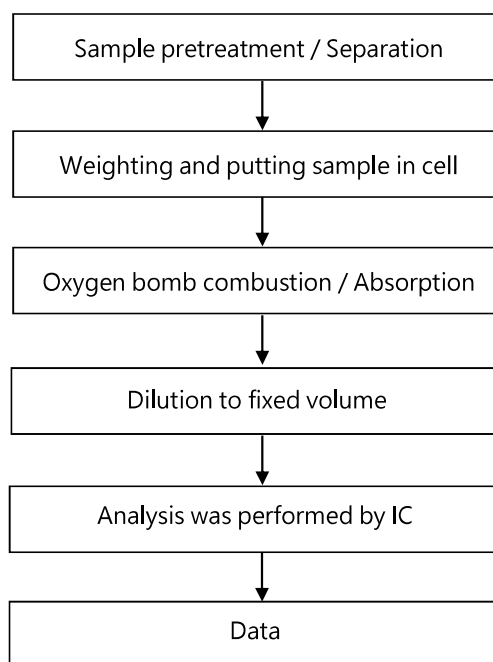 Sample pretreatment / Separation
Weighting and putting sample in cell
Oxygen bomb combustion / Absorption
Dilution to fixed volume
Analysis was performed by IC
Data